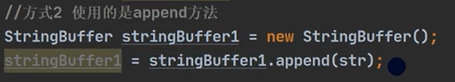 //方式2 使用的是append方法
StringBuffer stringBuffer1 = new StringBuffer();
stringBuffer1 = stringBuffer1.append(str);